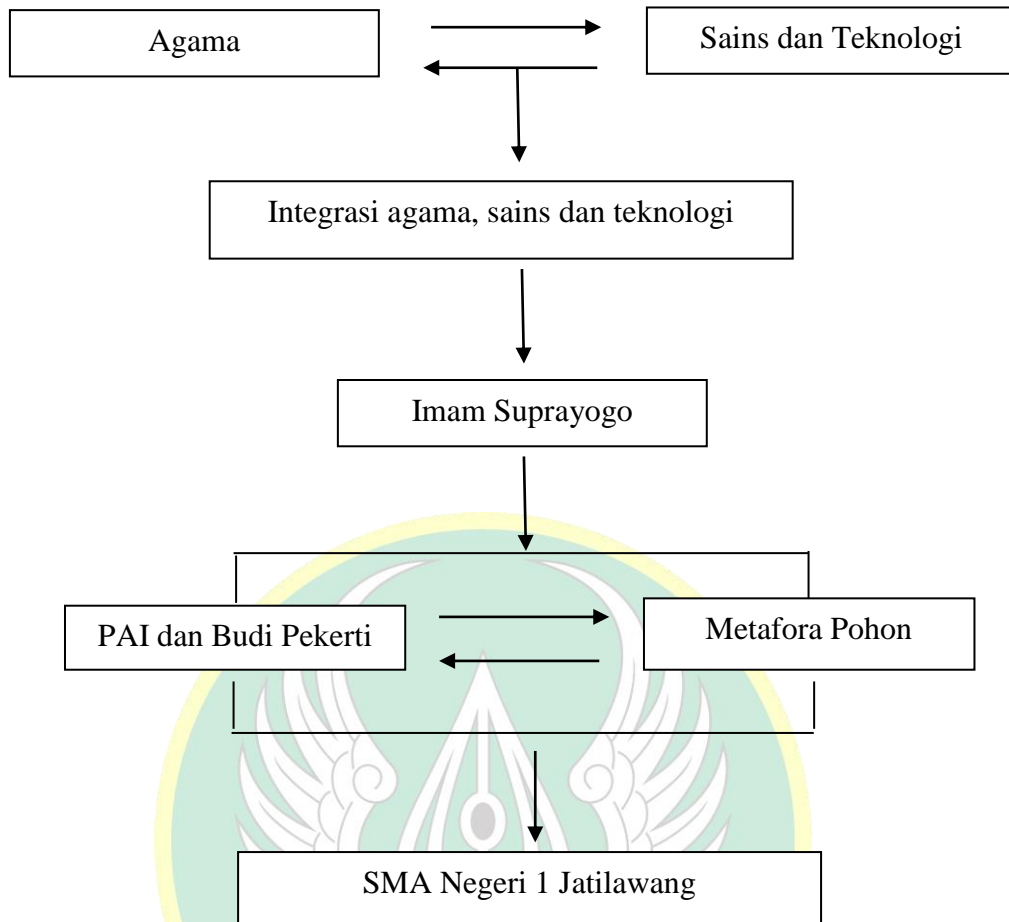 Agama
Sains dan Teknologi
Integrasi agama, sains dan teknologi
Imam Suprayogo
PAI dan Budi Pekerti
Metafora Pohon
SMA Negeri 1 Jatilawang